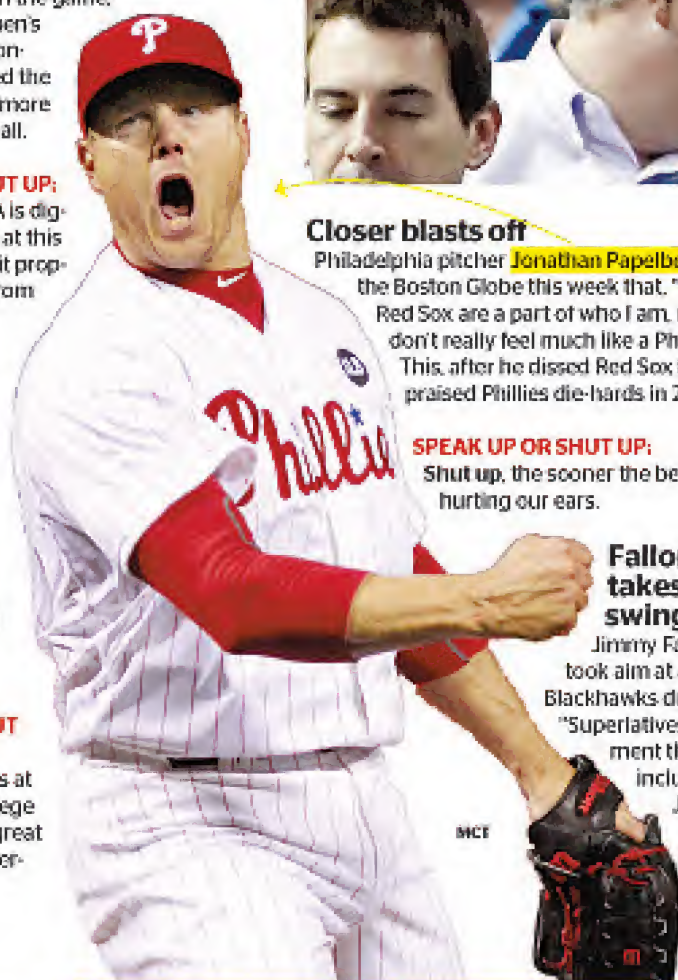 in the game,
the
more
all.
UT UP:
A is dig-
at this
it prop-
rom
P
Closer blasts off
Philadelphia pitcher Jonathan Papelbo
the Boston Globe this week that, "
Red Sox are a part of who I am.
don't really feel much like a Ph
This, after he dissed Red Sox
praised Phillies die-hards in 2
Phillie
SPEAK UP OR SHUT UP:
Shut up, the sooner the be
hurting our ears.
Fallo
takes
swing
Jimmy Fa
took aim at
Blackhawks d
"Superlatives
ment th
inclu
UT
s at
ege
great
er-
MCT